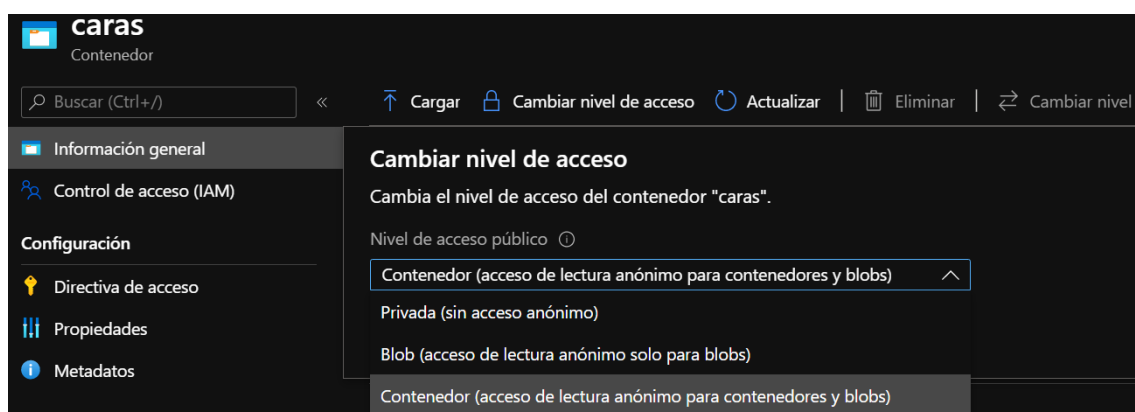 caras
Contenedor
Buscar (Ctrl+/)
«
Cargar
Cambiar nivel de acceso
Actualizar
Eliminar
Cambiar nivel
Información general
Control de acceso (IAM)
Configuración
Directiva de acceso
Propiedades
Metadatos
Cambiar nivel de acceso
Cambia el nivel de acceso del contenedor "caras".
Nivel de acceso público
Contenedor (acceso de lectura anónimo para contenedores y blobs)
Privada (sin acceso anónimo)
Blob (acceso de lectura anónimo solo para blobs)
Contenedor (acceso de lectura anónimo para contenedores y blobs)